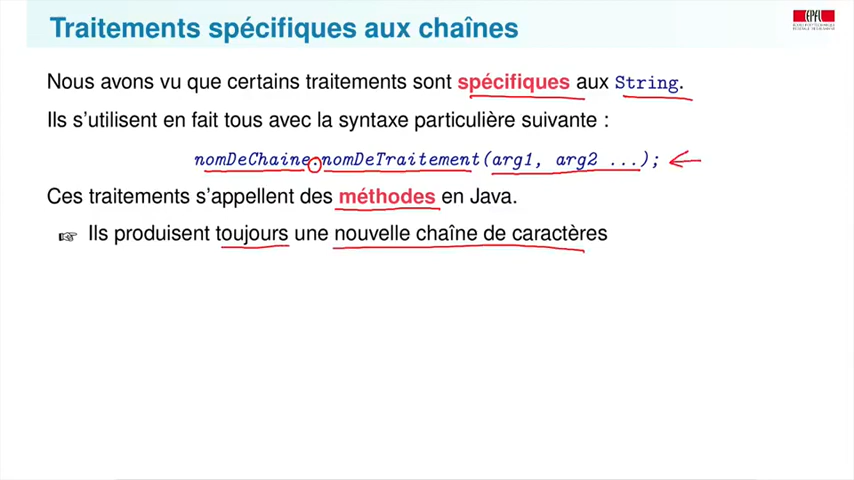 Traitements spécifiques aux chaînes
EPFL
Nous avons vu que certains traitements sont spécifiques aux String.
Ils s'utilisent en fait tous avec la syntaxe particulière suivante :
nomDeChaine.nomDeTraitement(arg1, arg2 ...);
Ces traitements s'appellent des méthodes en Java.
☞ Ils produisent toujours une nouvelle chaîne de caractères